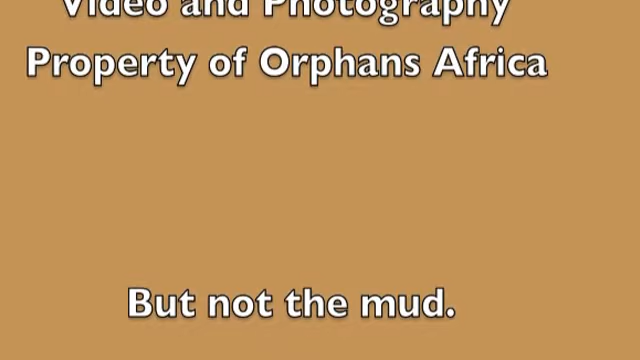 Video and Photography
Property of Orphans Africa
But not the mud.